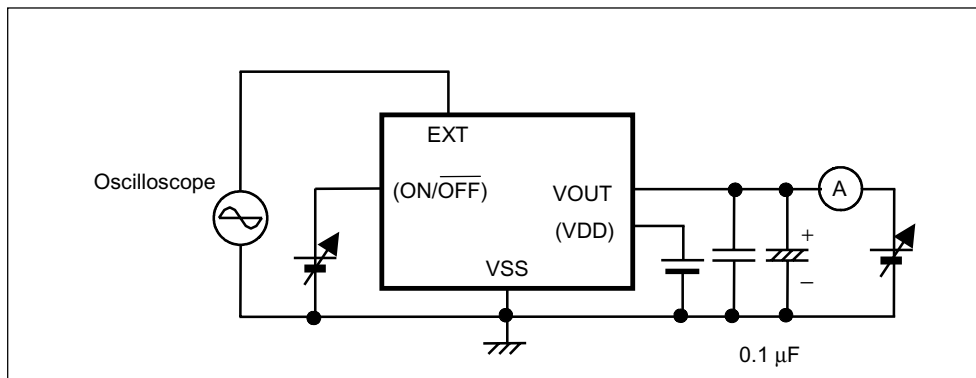 EXT
Oscilloscope
(ON/OFF)
VOUT
A
(VDD)
+
VSS
−
0.1 μF